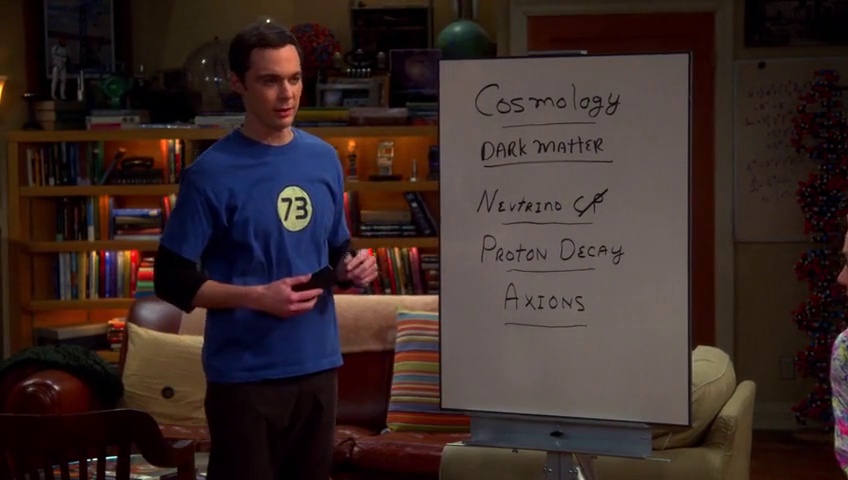 73
Cosmology
DARK MATTER
NEUTRINO CP
PROTON DECAY
AXIONS